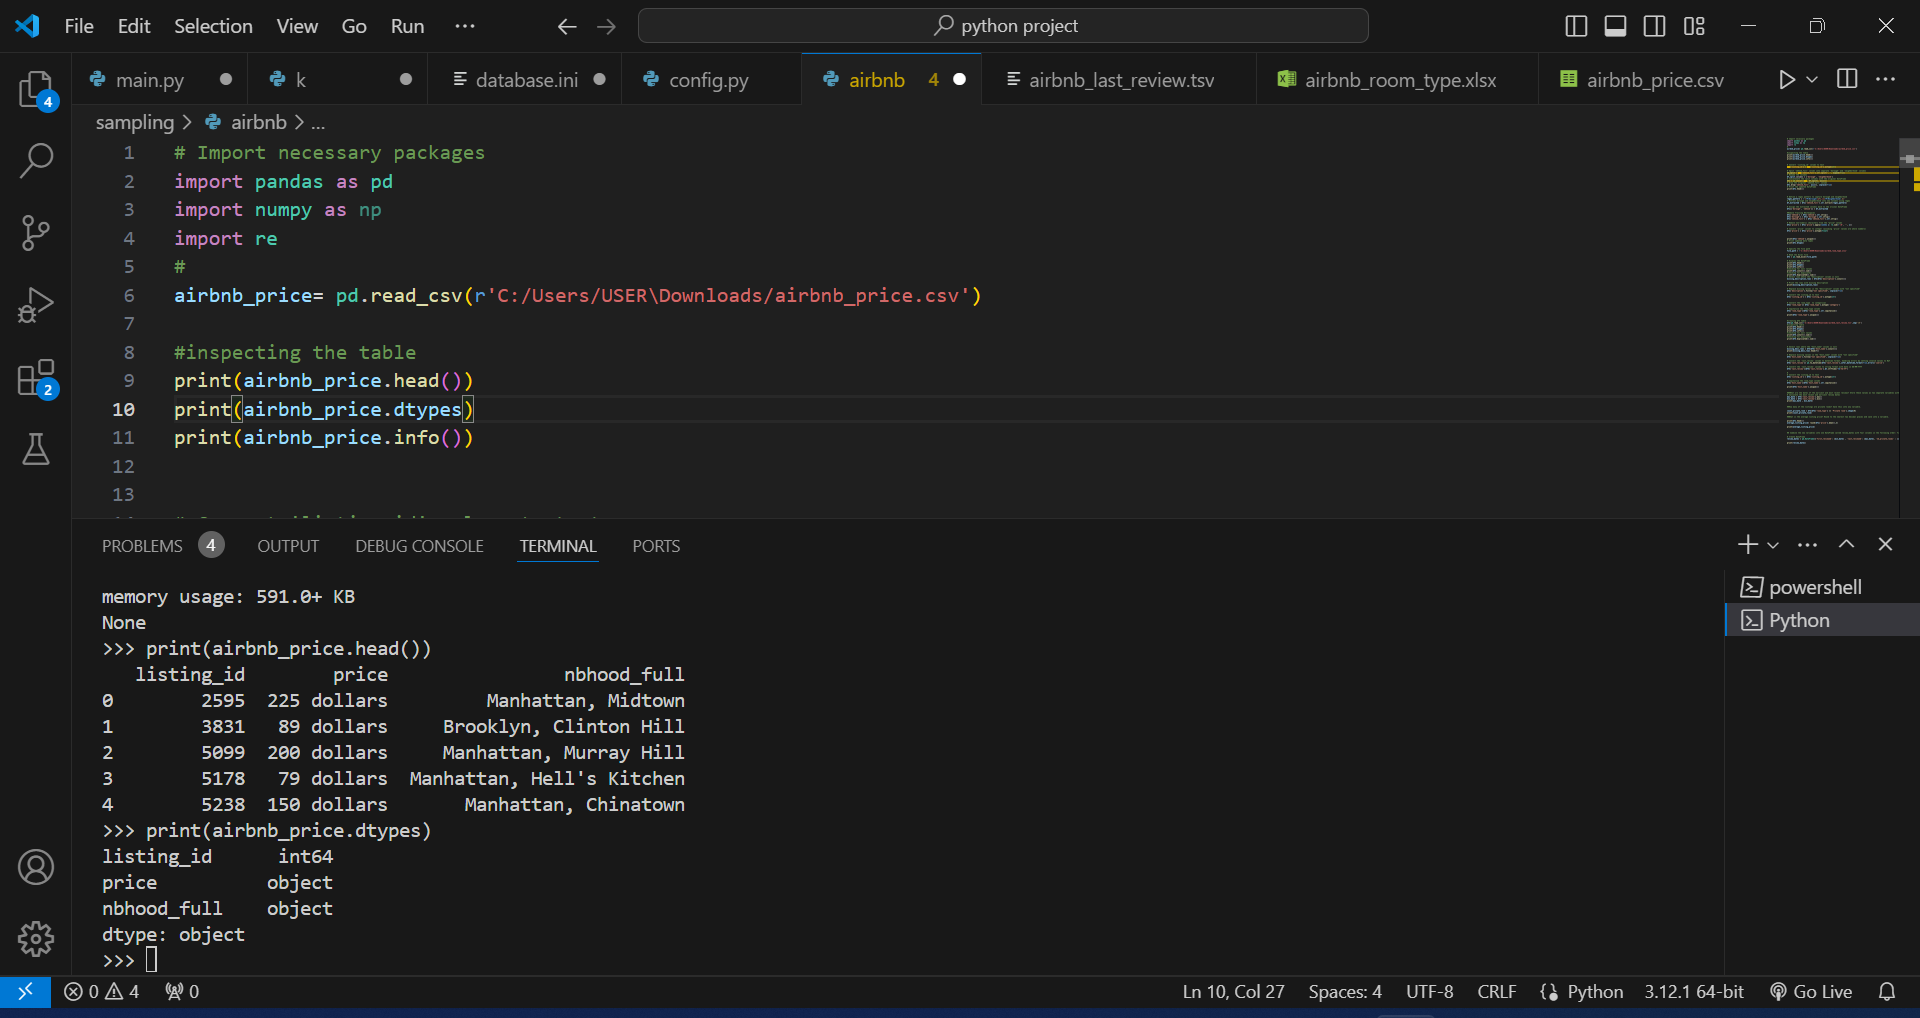 File Edit Selection View Go Run ··· python project
main.py k database.ini config.py airbnb 4 airbnb_last_review.tsv airbnb_room_type.xlsx airbnb_price.csv
4
sampling > airbnb > ...
1 # Import necessary packages
2 import pandas as pd
3 import numpy as np
4 import re
5 #
6 airbnb_price= pd.read_csv(r'C:/Users/USER\Downloads/airbnb_price.csv')
7
8 #inspecting the table
9 print(airbnb_price.head())
10 print(airbnb_price.dtypes)
11 print(airbnb_price.info())
12
13
2
PROBLEMS 4 OUTPUT DEBUG CONSOLE TERMINAL PORTS
memory usage: 591.0+ KB
None
>>> print(airbnb_price.head())
listing_id price nbhood_full
0 2595 225 dollars Manhattan, Midtown
1 3831 89 dollars Brooklyn, Clinton Hill
2 5099 200 dollars Manhattan, Murray Hill
3 5178 79 dollars Manhattan, Hell's Kitchen
4 5238 150 dollars Manhattan, Chinatown
>>> print(airbnb_price.dtypes)
listing_id int64
price object
nbhood_full object
dtype: object
>>>
powershell
Python
0 4 0 Ln 10, Col 27 Spaces: 4 UTF-8 CRLF Python 3.12.1 64-bit Go Live